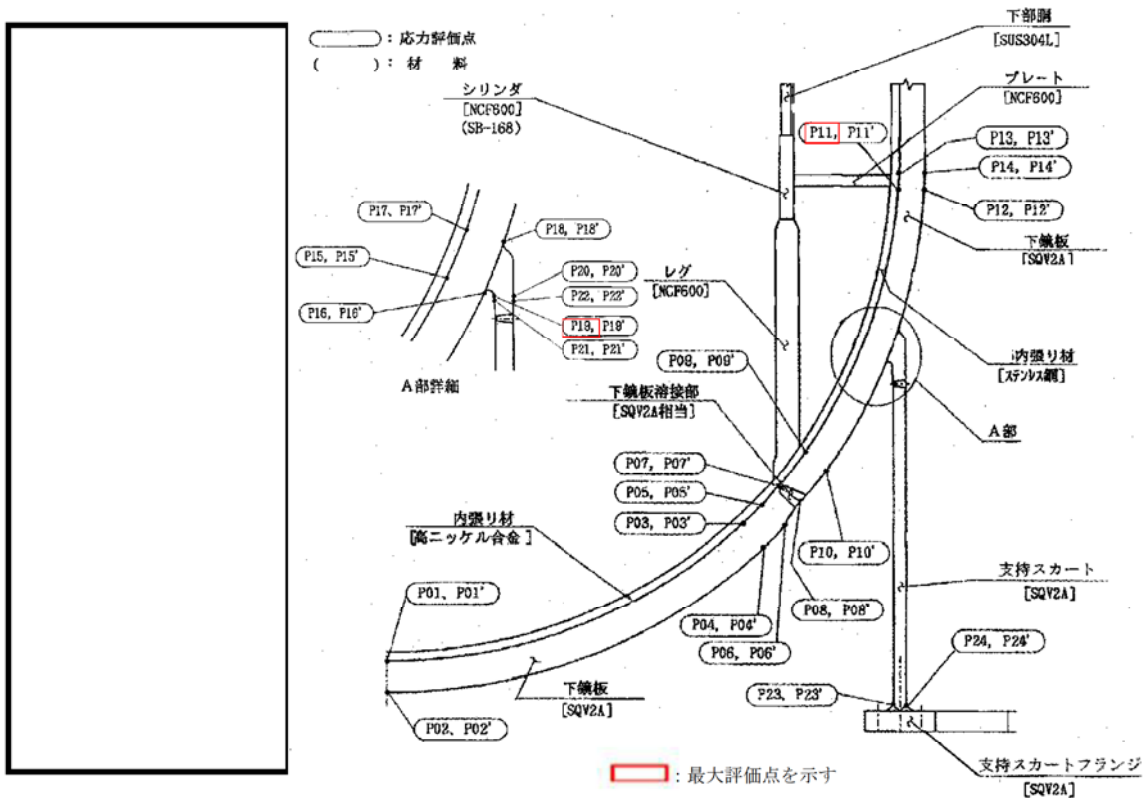 : 応力評価点
( ) : 材 料
シリンダ
[NCF600]
(SB-168)
下部胴
[SUS304L]
プレート
[NCF600]
P11, P11'
P13, P13'
P14, P14'
P12, P12'
下鏡板
[SQV2A]
P17, P17'
P18, P18'
P15, P15'
P20, P20'
P22, P22'
P16, P16'
P19, P19'
P21, P21'
A部詳細
レグ
[NCF600]
P09, P09'
内張り材
[ステンレス鋼]
下鏡板溶接部
[SQV2A相当]
A部
P07, P07'
P05, P05'
P03, P03'
内張り材
[高ニッケル合金]
P10, P10'
P01, P01'
P08, P08'
P04, P04'
P06, P06'
支持スカート
[SQV2A]
P24, P24'
P23, P23'
下鏡板
[SQV2A]
P02, P02'
支持スカートフランジ
[SQV2A]
: 最大評価点を示す